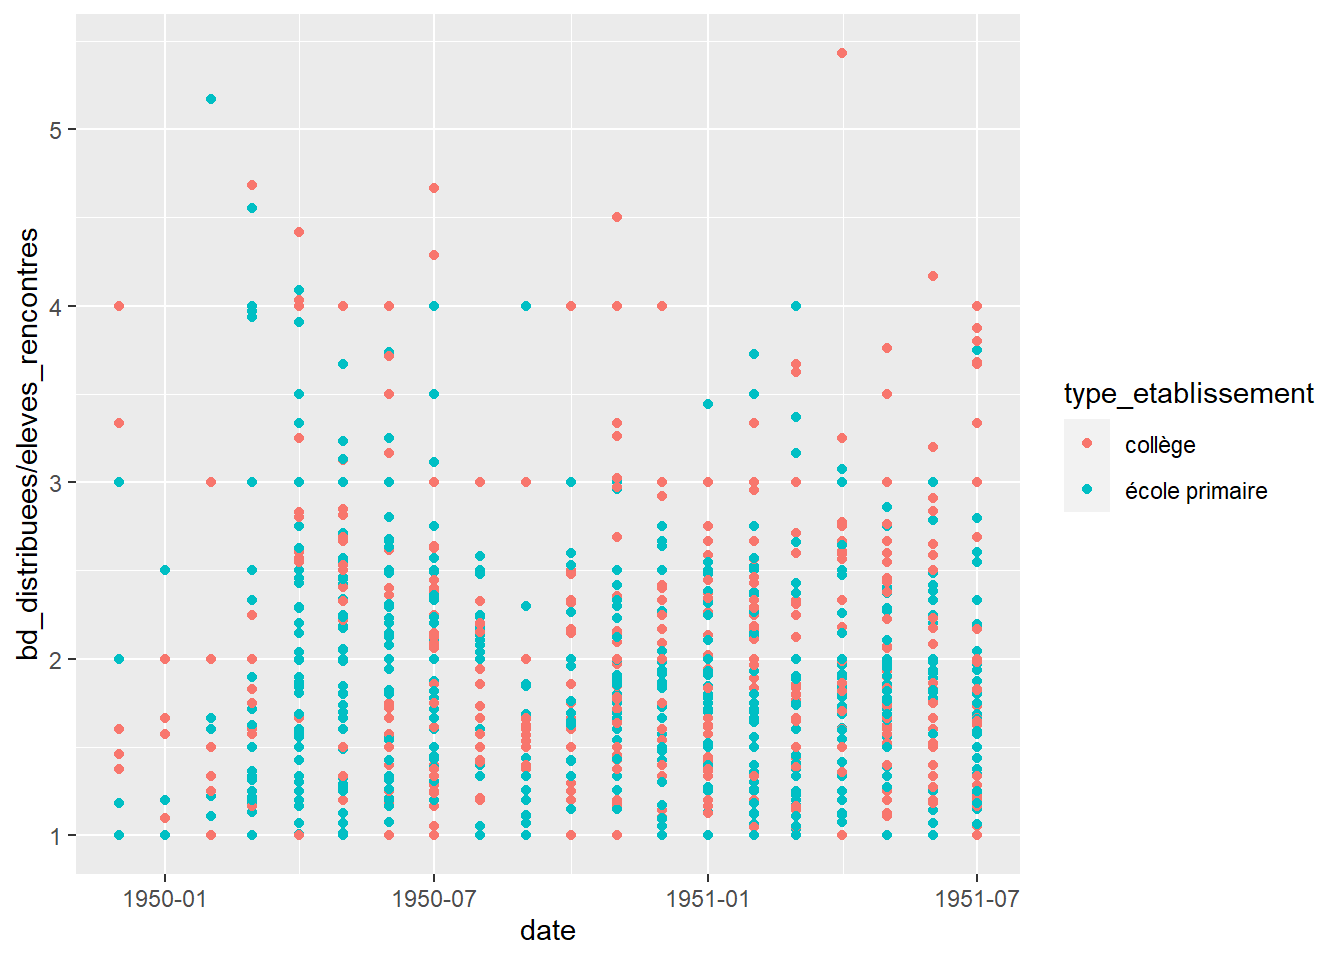 bd_distribuees/eleves_rencontres
5
4
3
2
1
1950-01
1950-07
1951-01
1951-07
date
type_etablissement
collège
école primaire